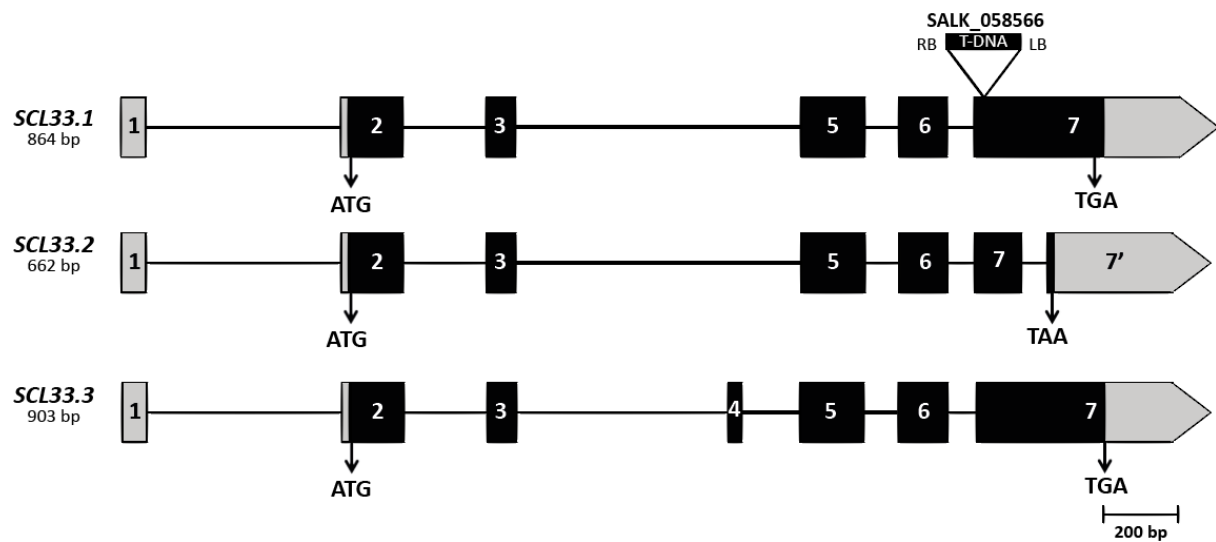 SALK_058566
RB T-DNA LB
SCL33.1
864 bp
1 2 3 5 6 7
ATG TGA
SCL33.2
662 bp
1 2 3 5 6 7 7’
ATG TAA
SCL33.3
903 bp
1 2 3 4 5 6 7
ATG TGA
200 bp